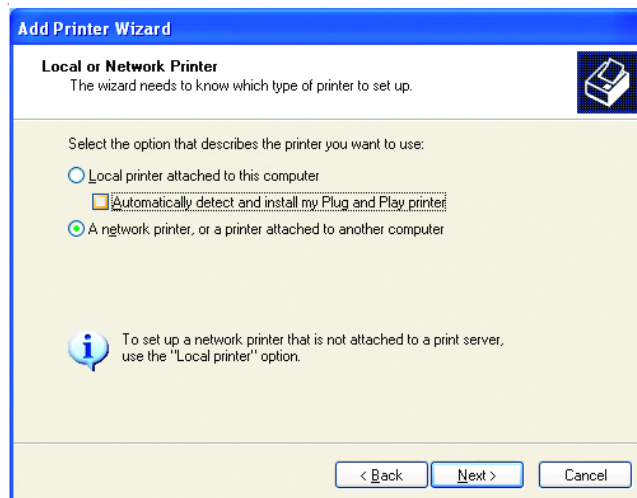 Add Printer Wizard
Local or Network Printer
The wizard needs to know which type of printer to set up.
Select the option that describes the printer you want to use:
Local printer attached to this computer
Automatically detect and install my Plug and Play printer
A network printer, or a printer attached to another computer
To set up a network printer that is not attached to a print server,
use the "Local printer" option.
< Back Next > Cancel